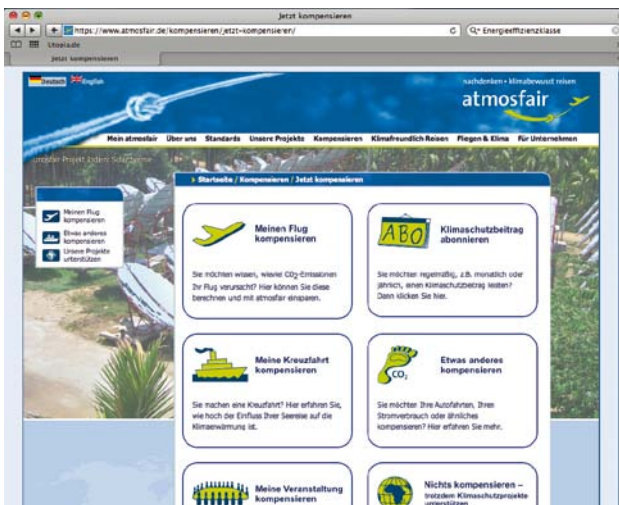 Jetzt kompensieren
https://www.atmosfair.de/kompensieren/jetzt-kompensieren/
Energieeffizienzklasse
Utopia.de
Jetzt kompensieren
Deutsch English
nachdenken • klimabewusst reisen
atmosfair
Mein atmosfair Über uns Standards Unsere Projekte Kompensieren Klimafreundlich Reisen Fliegen & Klima Für Unternehmen
atmosfair Projekt Indien:
Startseite / Kompensieren / Jetzt kompensieren
Meinen Flug
kompensieren
Etwas anderes
kompensieren
Unsere Projekte
unterstützen
Meinen Flug
kompensieren
Sie möchten wissen, wieviel CO2-Emissionen
Ihr Flug verursacht? Hier können Sie diese
berechnen und mit atmosfair einsparen.
ABO
Klimaschutzbeitrag
abonnieren
Sie möchten regelmäßig, z.B. monatlich oder
jährlich, einen Klimaschutzbeitrag leisten?
Dann klicken Sie hier.
Meine Kreuzfahrt
kompensieren
Sie machen eine Kreuzfahrt? Hier erfahren Sie,
wie hoch der Einfluss Ihrer Seereise auf die
Klimaerwärmung ist.
CO2
Etwas anderes
kompensieren
Sie möchten Ihre Autofahrten, Ihren
Stromverbrauch oder ähnliches
kompensieren? Hier erfahren Sie mehr.
Meine Veranstaltung
kompensieren
Nichts kompensieren –
trotzdem Klimaschutzprojekte
unterstützen